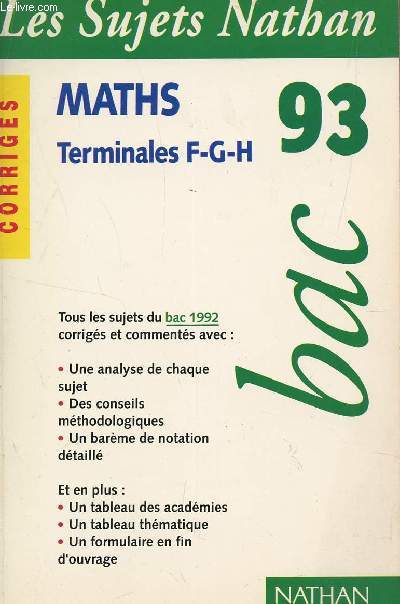 Le-livre.fr
Les Sujets Nathan
CORRIGES
MATHS
Terminales F-G-H
93
bac
Tous les sujets du bac 1992
corrigés et commentés avec :
• Une analyse de chaque
sujet
• Des conseils
méthodologiques
• Un barème de notation
détaillé
Et en plus :
• Un tableau des académies
• Un tableau thématique
• Un formulaire en fin
d'ouvrage
NATHAN